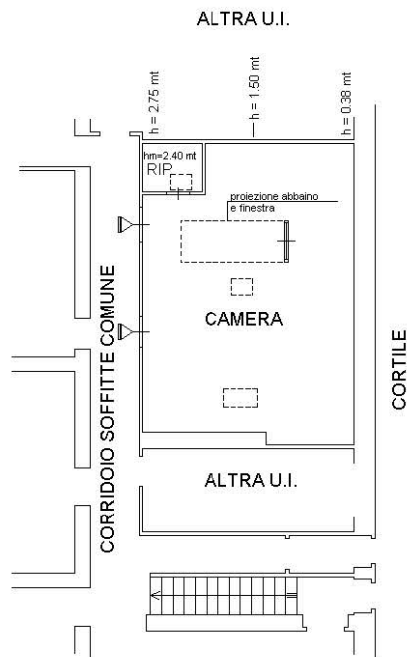 ALTRA U.I.
h = 2.75 mt
h = 1.50 mt
h = 0.38 mt
hm=2.40 mt
RIP
proiezione abbaino
e finestra
CAMERA
CORRIDOIO SOFFITTE COMUNE
CORTILE
ALTRA U.I.